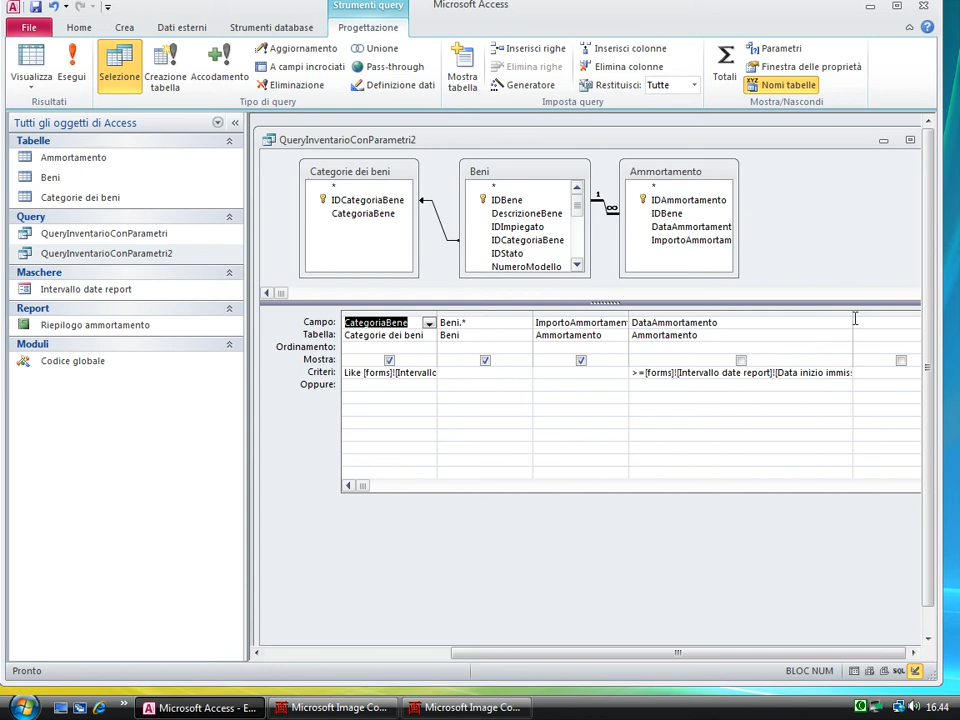 Strumenti query
Microsoft Access
File
Home
Crea
Dati esterni
Strumenti database
Progettazione
Visualizza
Esegui
Risultati
Selezione
Creazione tabella
Accodamento
Aggiornamento
A campi incrociati
Eliminazione
Unione
Pass-through
Definizione dati
Tipo di query
Mostra tabella
Inserisci righe
Elimina righe
Generatore
Inserisci colonne
Elimina colonne
Restituisci: Tutte
Imposta query
Totali
Parametri
Finestra delle proprietà
Nomi tabelle
Mostra/Nascondi
Tutti gli oggetti di Access
Tabelle
Ammortamento
Beni
Categorie dei beni
Query
QueryInventarioConParametri
QueryInventarioConParametri2
Maschere
Intervallo date report
Report
Riepilogo ammortamento
Moduli
Codice globale
QueryInventarioConParametri2
Categorie dei beni
*
IDCategoriaBene
CategoriaBene
Beni
*
IDBene
DescrizioneBene
IDImpiegato
IDCategoriaBene
IDStato
NumeroModello
1
∞
Ammortamento
*
IDAmmortamento
IDBene
DataAmmortament
ImportoAmmortam
Campo: CategoriaBene Beni.* ImportoAmmortamen DataAmmortamento
Tabella: Categorie dei beni Beni Ammortamento Ammortamento
Ordinamento:
Mostra:
Criteri: Like [forms]![Intervallo >=[forms]![Intervallo date report]![Data inizio immis
Oppure:
Pronto
BLOC NUM
SQL
Microsoft Access - E...
Microsoft Image Co...
Microsoft Image Co...
16.44